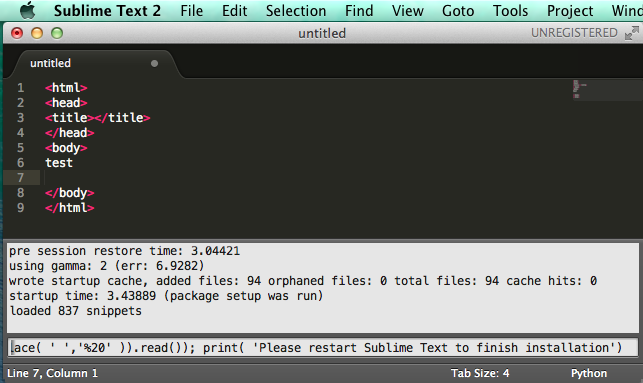 Sublime Text 2 File Edit Selection Find View Goto Tools Project Wind
untitled UNREGISTERED
untitled
1 <html>
2 <head>
3 <title></title>
4 </head>
5 <body>
6 test
7
8 </body>
9 </html>
pre session restore time: 3.04421
using gamma: 2 (err: 6.9282)
wrote startup cache, added files: 94 orphaned files: 0 total files: 94 cache hits: 0
startup time: 3.43889 (package setup was run)
loaded 837 snippets
ace( ' ','%20' )).read()); print( 'Please restart Sublime Text to finish installation')
Line 7, Column 1 Tab Size: 4 Python